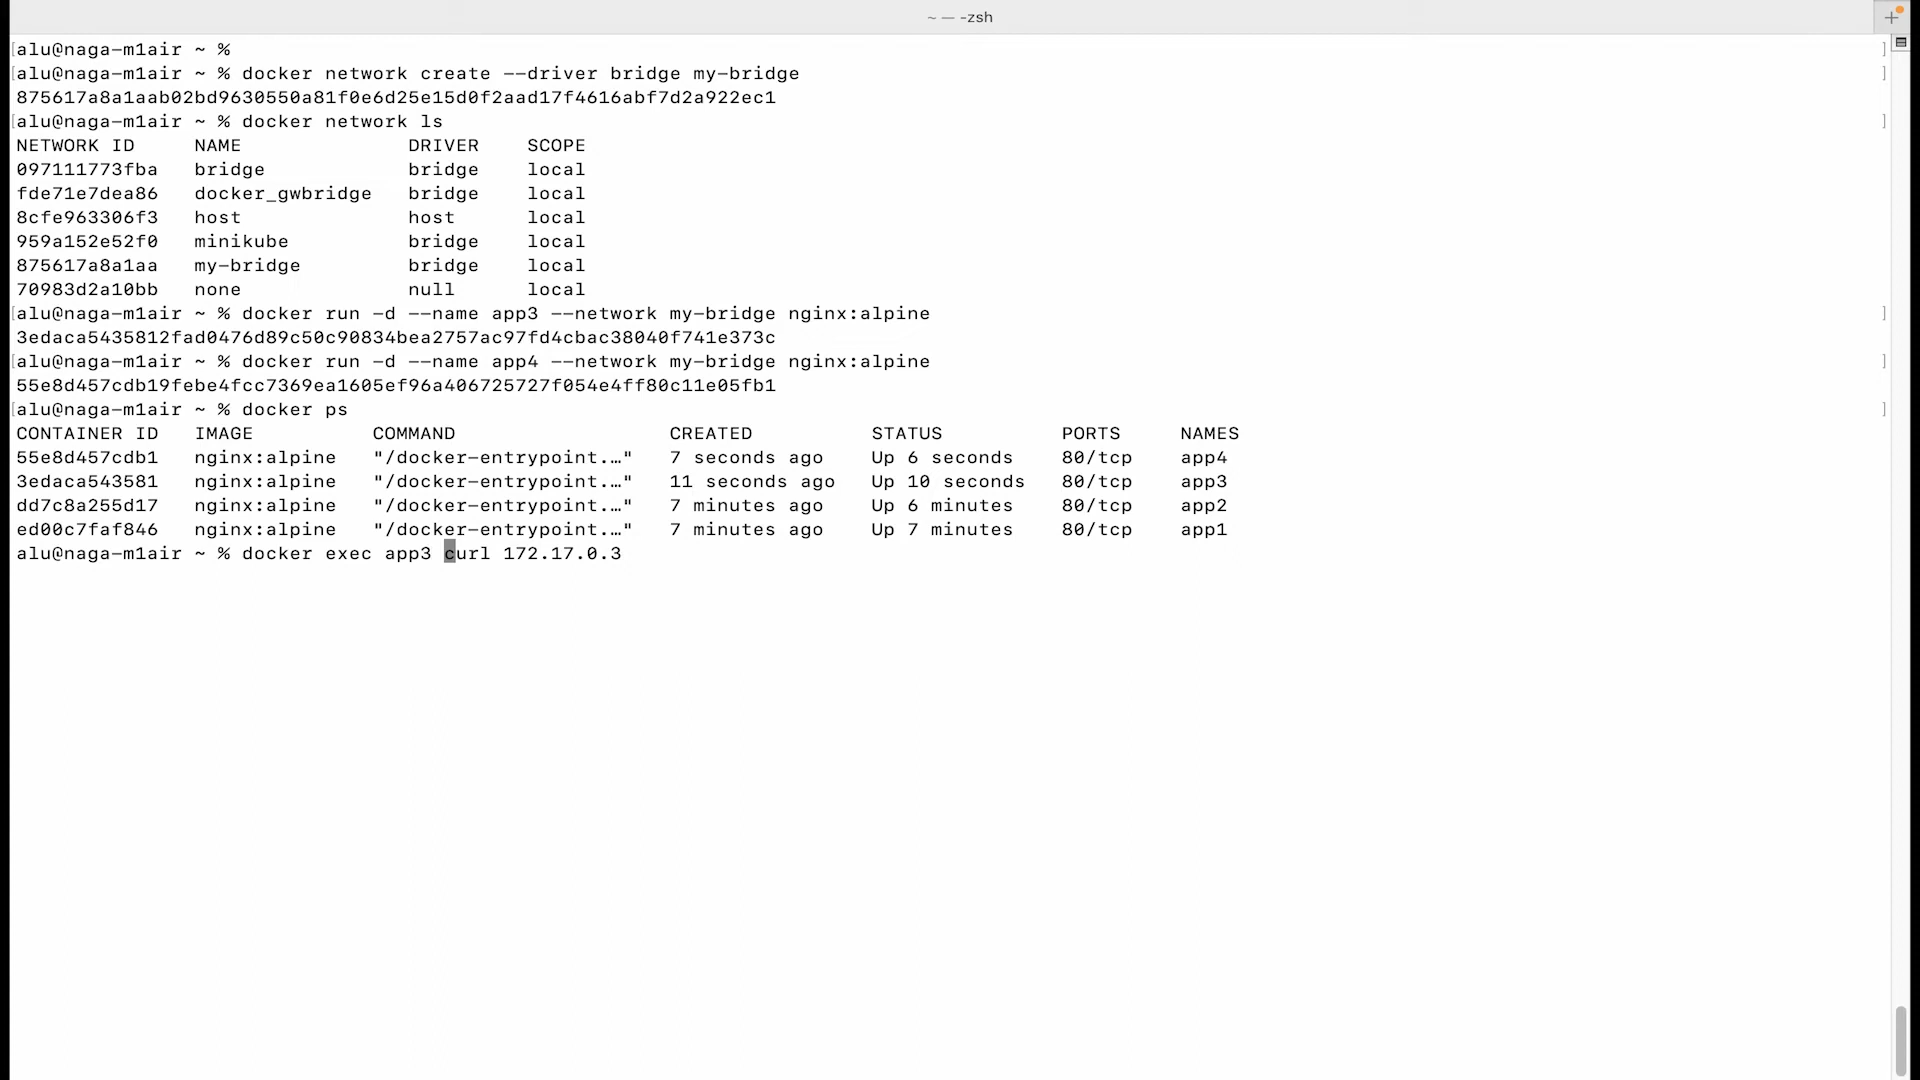 ~ — -zsh
[alu@naga-m1air ~ % ]
[alu@naga-m1air ~ % docker network create --driver bridge my-bridge ]
875617a8a1aab02bd9630550a81f0e6d25e15d0f2aad17f4616abf7d2a922ec1
[alu@naga-m1air ~ % docker network ls ]
NETWORK ID   NAME              DRIVER    SCOPE
097111773fba   bridge            bridge    local
fde71e7dea86   docker_gwbridge   bridge    local
8cfe963306f3   host              host      local
959a152e52f0   minikube          bridge    local
875617a8a1aa   my-bridge         bridge    local
70983d2a10bb   none              null      local
[alu@naga-m1air ~ % docker run -d --name app3 --network my-bridge nginx:alpine ]
3edaca5435812fad0476d89c50c90834bea2757ac97fd4cbac38040f741e373c
[alu@naga-m1air ~ % docker run -d --name app4 --network my-bridge nginx:alpine ]
55e8d457cdb19febe4fcc7369ea1605ef96a406725727f054e4ff80c11e05fb1
[alu@naga-m1air ~ % docker ps ]
CONTAINER ID   IMAGE          COMMAND                  CREATED          STATUS          PORTS     NAMES
55e8d457cdb1   nginx:alpine   "/docker-entrypoint.…"   7 seconds ago    Up 6 seconds    80/tcp    app4
3edaca543581   nginx:alpine   "/docker-entrypoint.…"   11 seconds ago   Up 10 seconds   80/tcp    app3
dd7c8a255d17   nginx:alpine   "/docker-entrypoint.…"   7 minutes ago    Up 6 minutes    80/tcp    app2
ed00c7faf846   nginx:alpine   "/docker-entrypoint.…"   7 minutes ago    Up 7 minutes    80/tcp    app1
alu@naga-m1air ~ % docker exec app3 curl 172.17.0.3